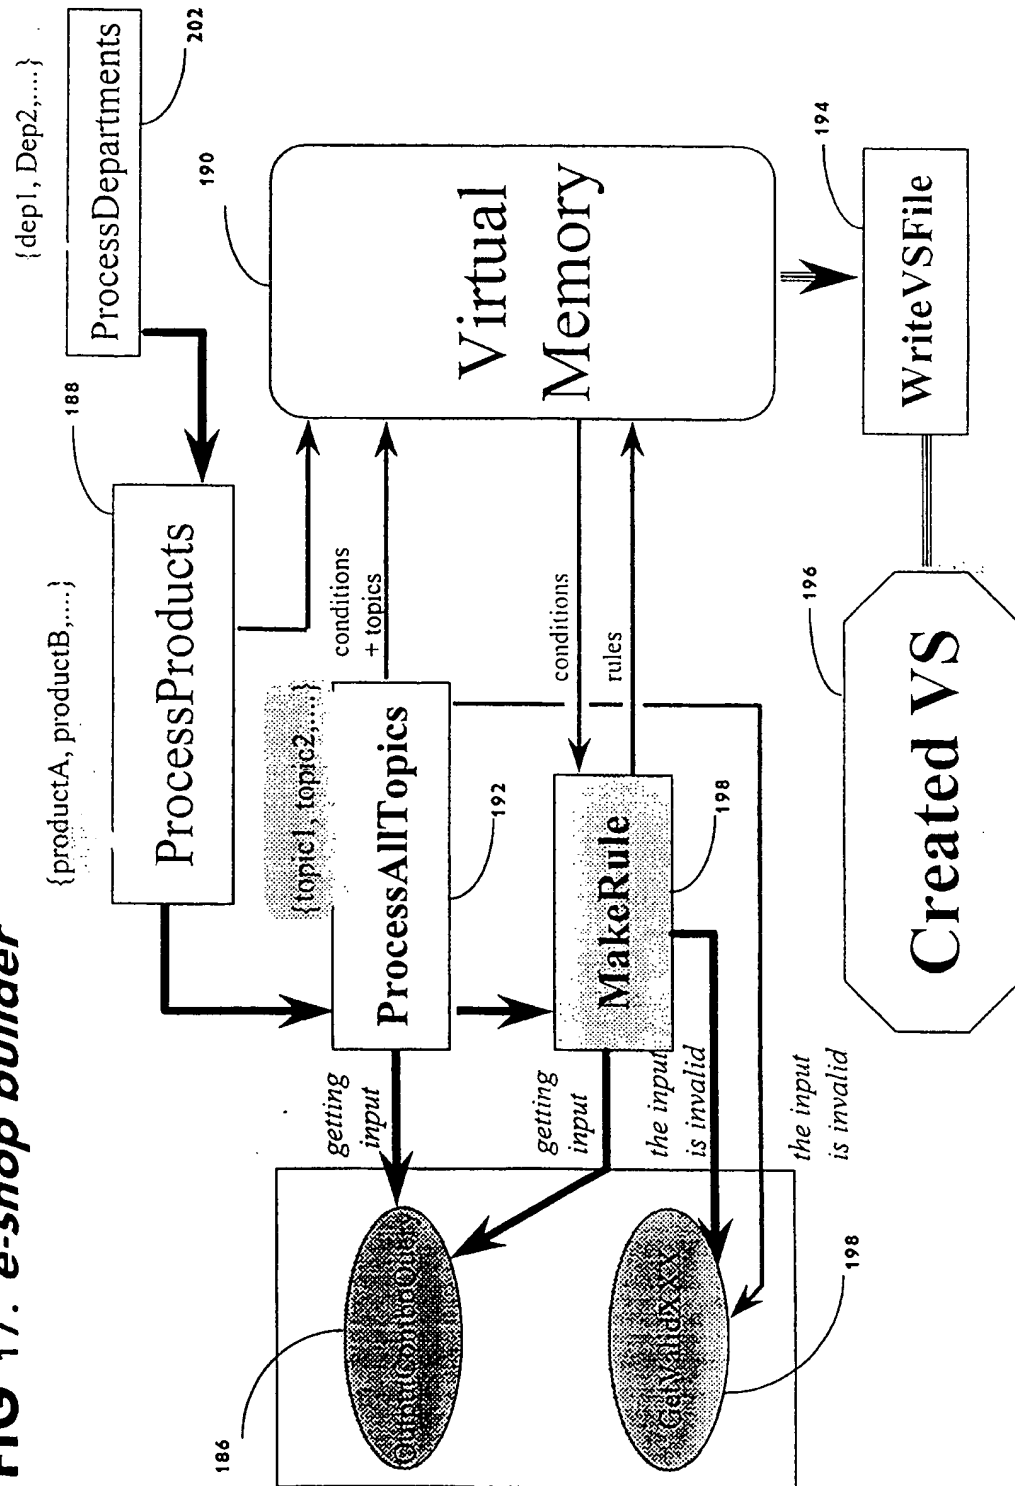 FIG 17. e-shop builder
{dep1, Dep2,....}
ProcessDepartments
202
{productA, productB,....}
188
ProcessProducts
190
Virtual
Memory
{topic1, topic2,....}
conditions
+ topics
ProcessAllTopics
192
getting
input
conditions
rules
MakeRule
198
getting
input
the input
is invalid
the input
is invalid
186
OutputContinQuery
GetValidXXX
198
194
WriteVSFile
196
Created VS